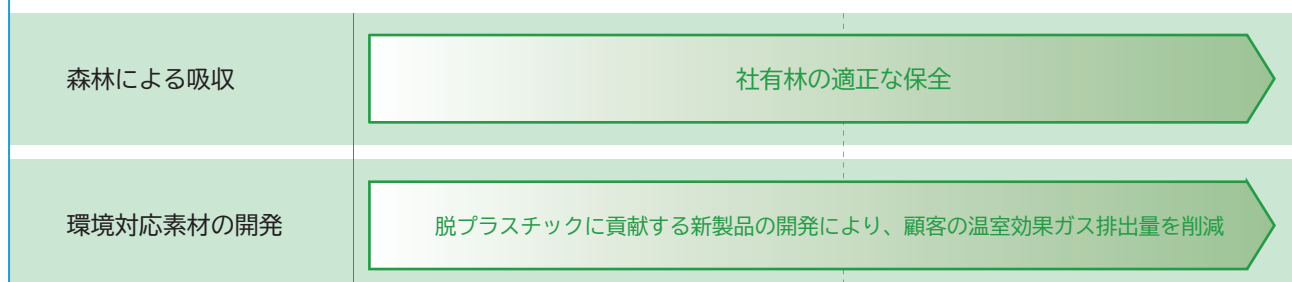 森林による吸収
社有林の適正な保全
環境対応素材の開発
脱プラスチックに貢献する新製品の開発により、顧客の温室効果ガス排出量を削減